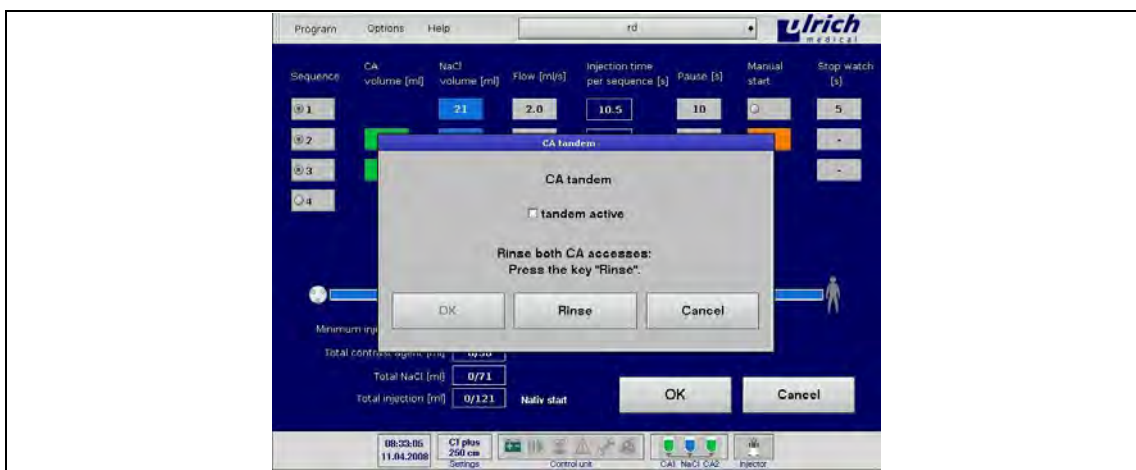 Program Options Help rd ulrich medical
Sequence CA volume [ml] NaCl volume [ml] Flow [ml/s] Injection time per sequence [s] Pause [s] Manual start Stop watch [s]
1 21 2.0 10.5 10 5
2 -
3 -
4
CA tandem
CA tandem
tandem active
Rinse both CA accesses:
Press the key "Rinse".
OK Rinse Cancel
Minimum inj
Total contrast agent [ml]
Total NaCl [ml] 0/71
Total injection [ml] 0/121 Nativ start OK Cancel
08:33:05 CT plus
11.04.2008 250 cm
Settings Control unit CA1 NaCl CA2 Injector